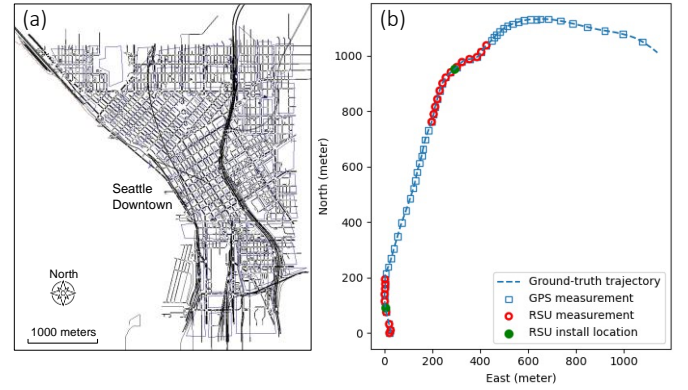 (a)
Seattle
Downtown
North
1000 meters
(b)
1000
800
600
400
200
0
North (meter)
0 200 400 600 800 1000
East (meter)
Ground-truth trajectory
GPS measurement
RSU measurement
RSU install location